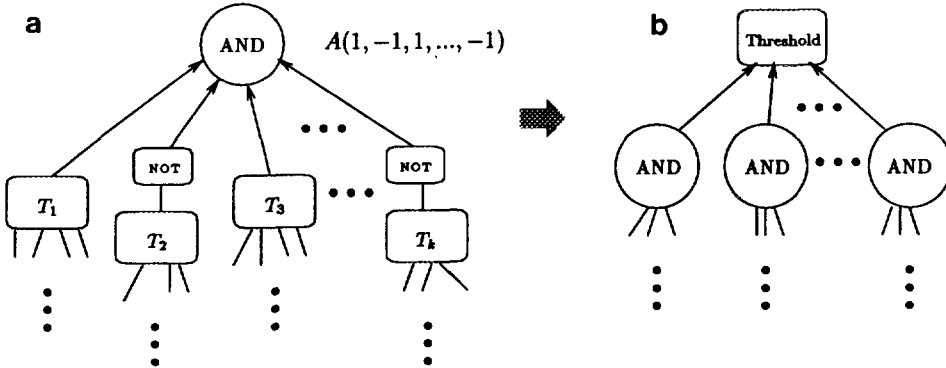 a
AND
A(1, −1, 1, ..., −1)
NOT
NOT
T₁
T₂
T₃
Tₖ
b
Threshold
AND
AND
AND